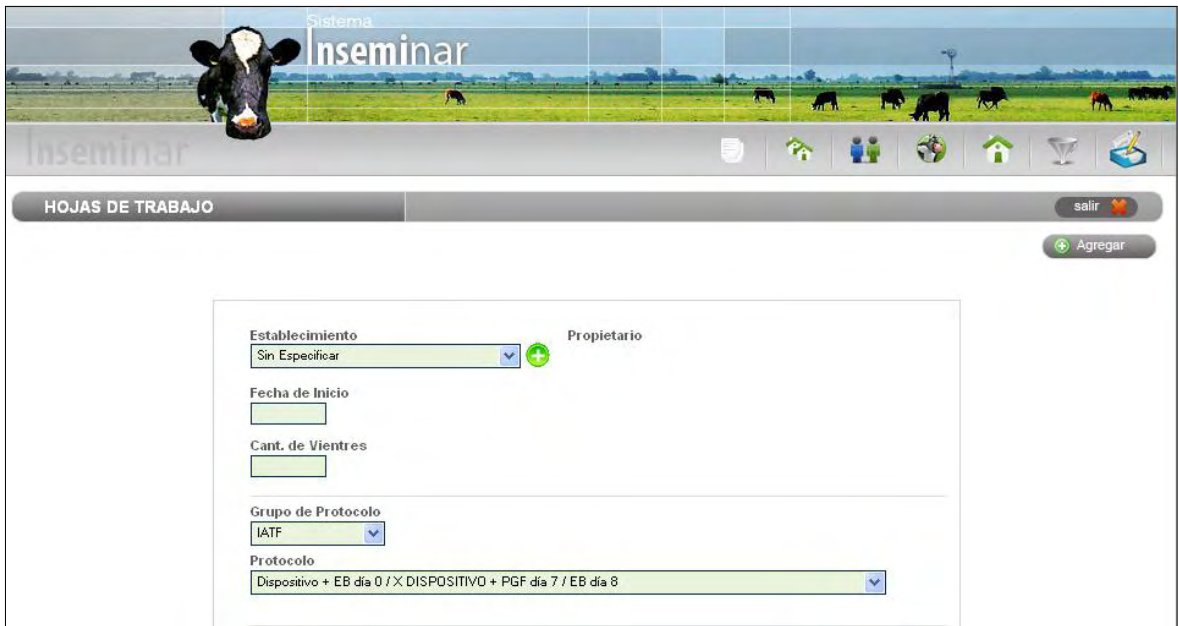 Sistema
Inseminar
Inseminar
HOJAS DE TRABAJO
salir
Agregar
Establecimiento
Propietario
Sin Especificar
Fecha de Inicio
Cant. de Vientres
Grupo de Protocolo
IATF
Protocolo
Dispositivo + EB día 0 / X DISPOSITIVO + PGF día 7 / EB día 8